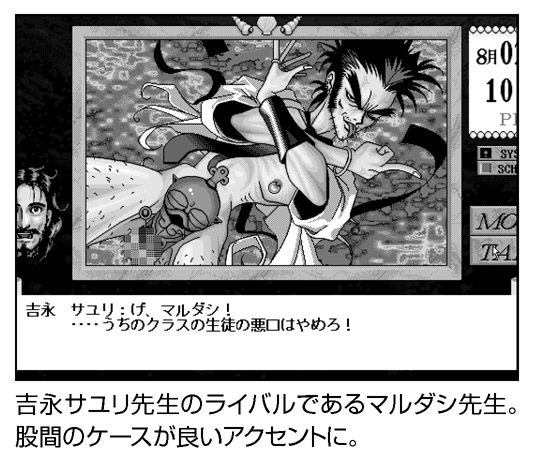 8月02
10
PM
SYS
SCH
MO
TA
吉永　サユリ：げ、マルダシ！
････うちのクラスの生徒の悪口はやめろ！
吉永サユリ先生のライバルであるマルダシ先生。
股間のケースが良いアクセントに。